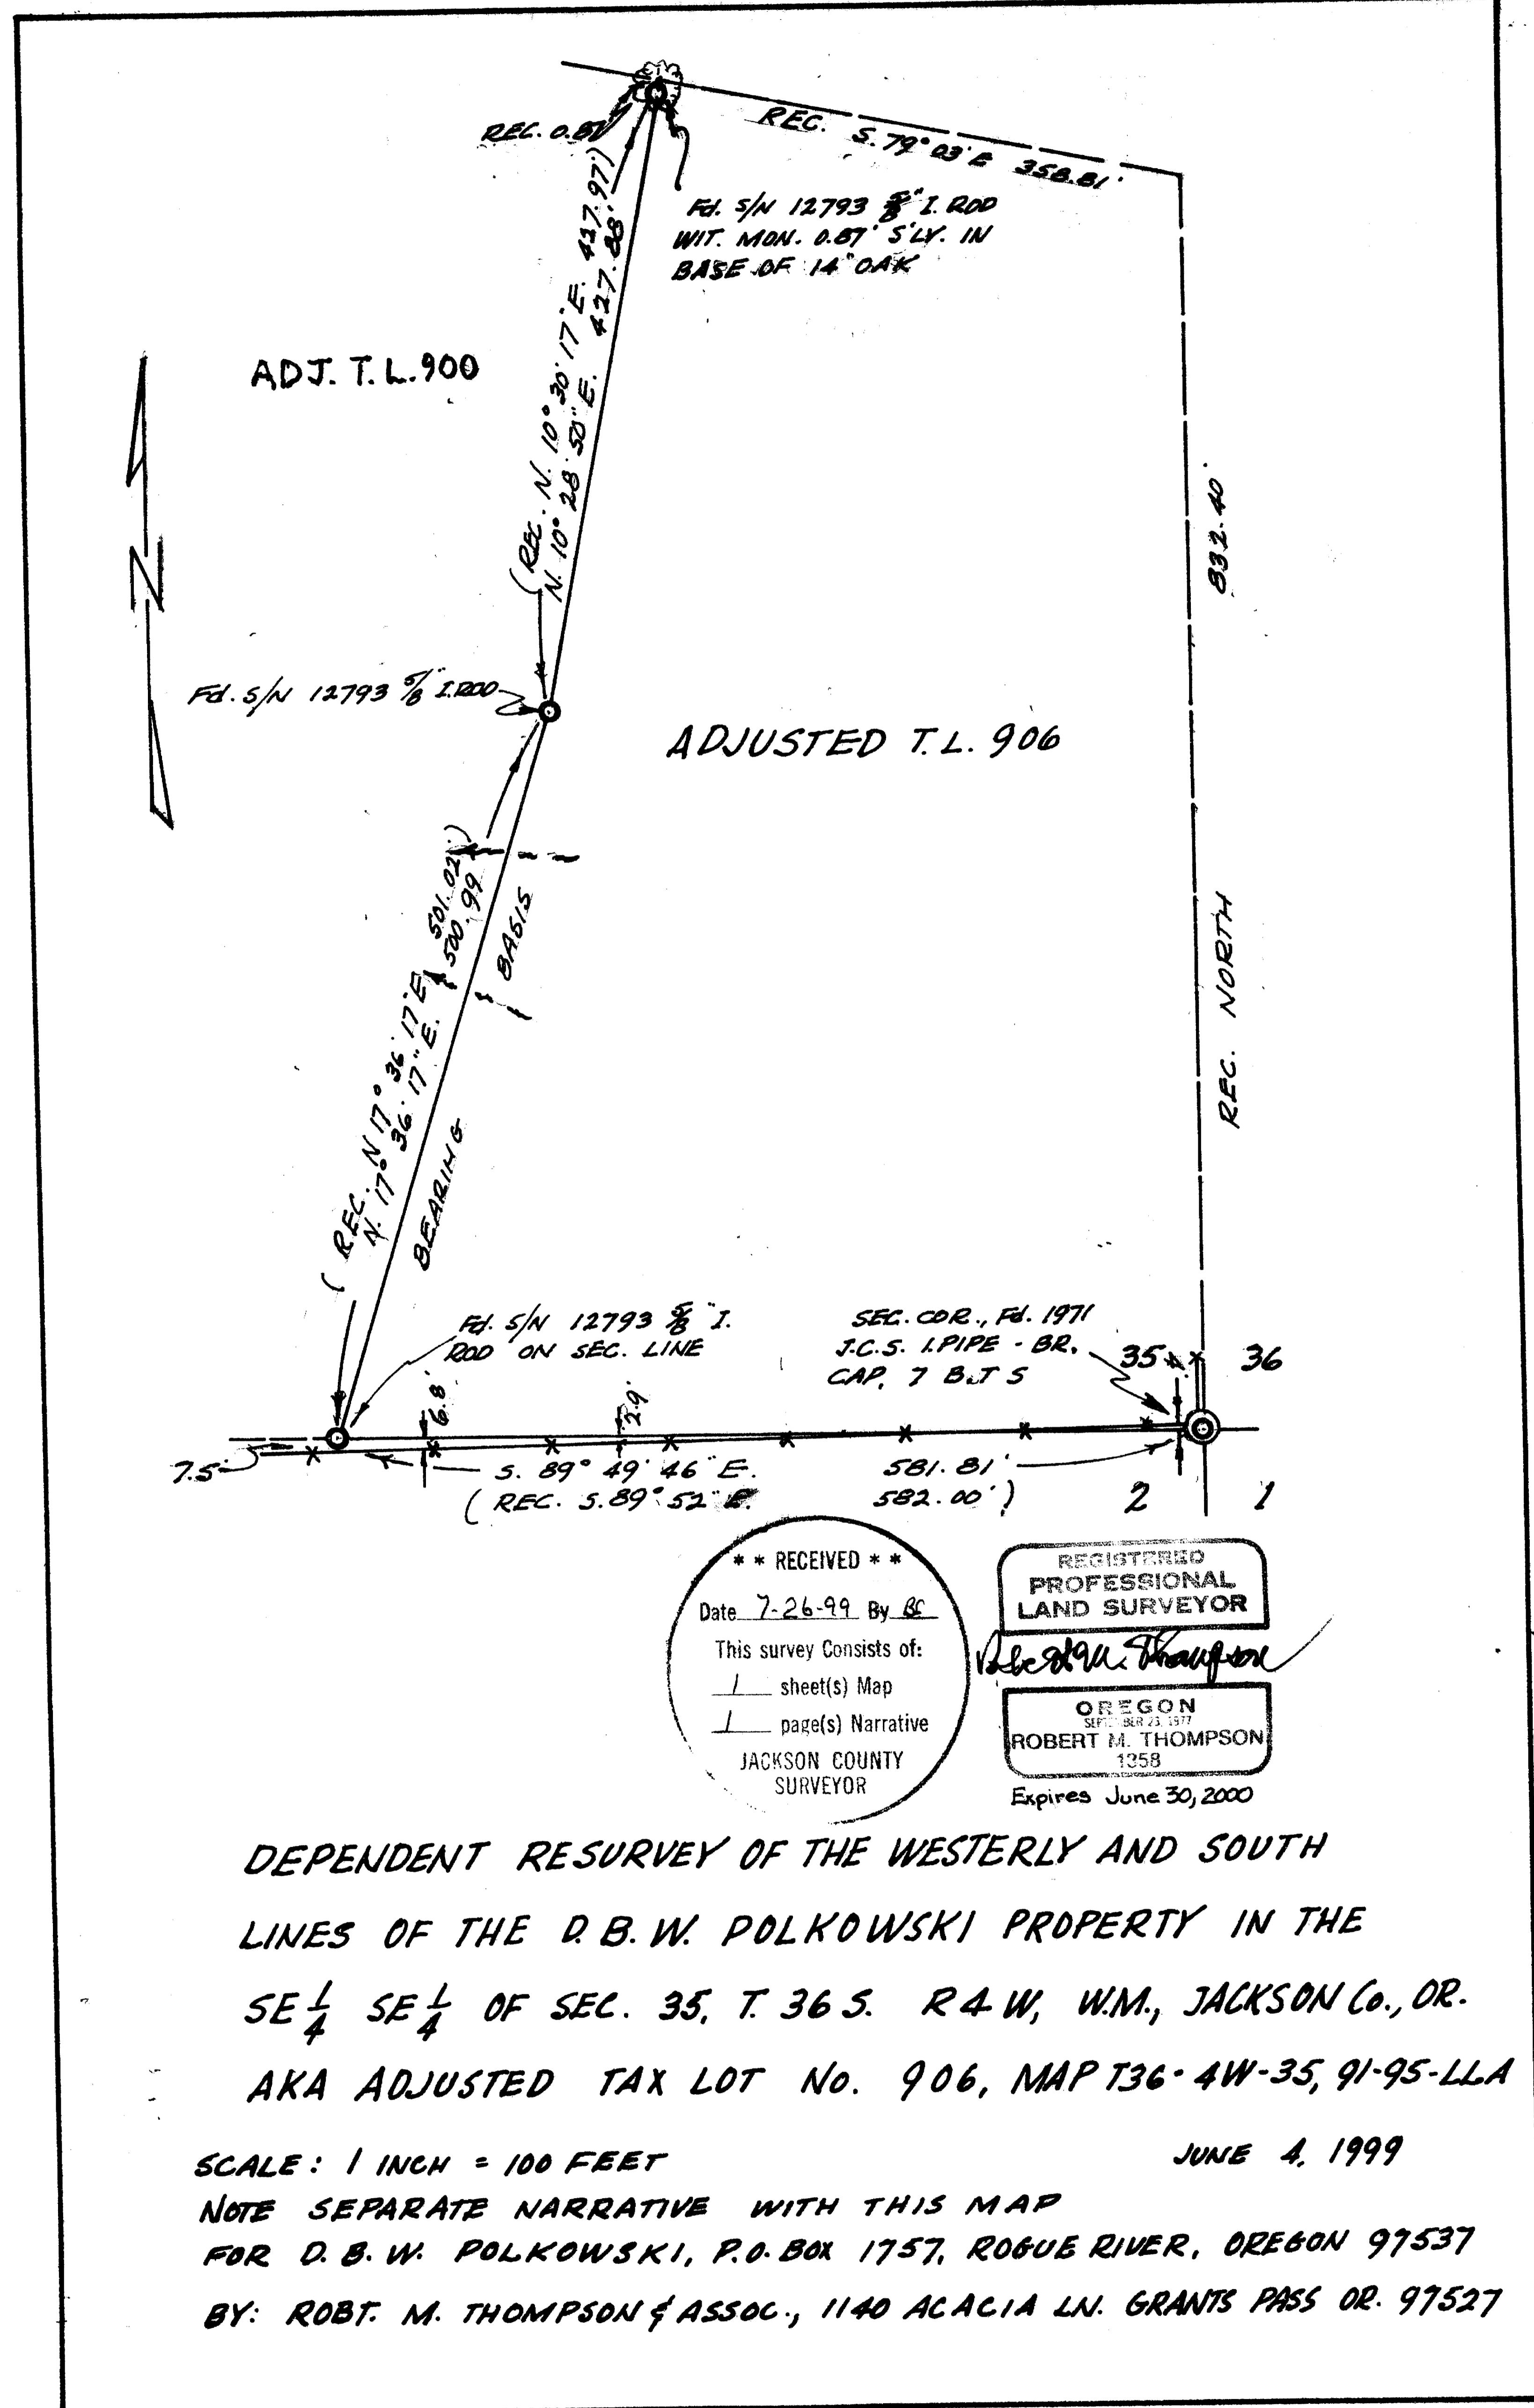 REC. 0.87'
REC. S. 79° 03' E 358.81'
Fd. S/N 12793 5/8" I. ROD
WIT. MON. 0.87' S'LY. IN
BASE OF 14" OAK
(REC. N. 10° 30' 17" E. 427.97')
N. 10° 28' 50" E. 427.88'
ADJ. T. L. 900
N
832.40'
REC. NORTH
Fd. S/N 12793 5/8" I. ROD
ADJUSTED T. L. 906
(REC. N 17° 36' 17" E 501.02')
N. 17° 36' 17" E. 500.99
BEARING BASIS
Fd. S/N 12793 5/8" I.
ROD ON SEC. LINE
SEC. COR., Fd. 1971
J.C.S. I. PIPE - BR.
CAP, 7 B.T S
35 36
6.8'
2.9'
7.5'
S. 89° 49' 46" E. 581.81'
(REC. S. 89° 52' E. 582.00')
2 1
* * RECEIVED * *
Date 7-26-99 By BC
This survey Consists of:
1 sheet(s) Map
1 page(s) Narrative
JACKSON COUNTY
SURVEYOR
REGISTERED
PROFESSIONAL
LAND SURVEYOR
Robert M. Thompson
OREGON
SEPTEMBER 23, 1977
ROBERT M. THOMPSON
1358
Expires June 30, 2000
DEPENDENT RESURVEY OF THE WESTERLY AND SOUTH
LINES OF THE D. B. W. POLKOWSKI PROPERTY IN THE
SE 1/4 SE 1/4 OF SEC. 35, T. 36 S. R 4 W, W.M., JACKSON Co., OR.
AKA ADJUSTED TAX LOT No. 906, MAP T36-4W-35, 91-95-LLA
SCALE: 1 INCH = 100 FEET JUNE 4, 1999
NOTE SEPARATE NARRATIVE WITH THIS MAP
FOR D. B. W. POLKOWSKI, P.O. BOX 1757, ROGUE RIVER, OREGON 97537
BY: ROBT. M. THOMPSON & ASSOC., 1140 ACACIA LN. GRANTS PASS OR. 97527